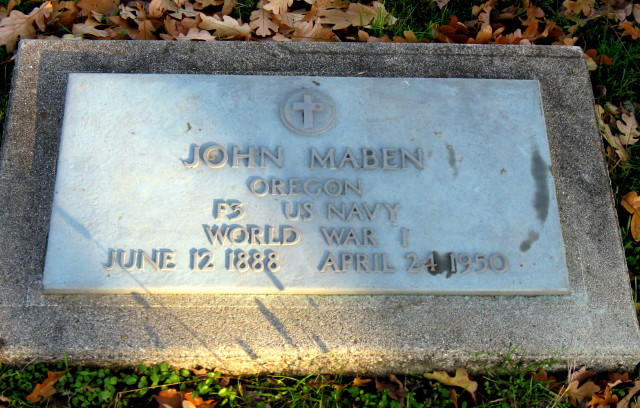 JOHN MABEN
OREGON
F3 US NAVY
WORLD WAR I
JUNE 12 1888 APRIL 24 1950